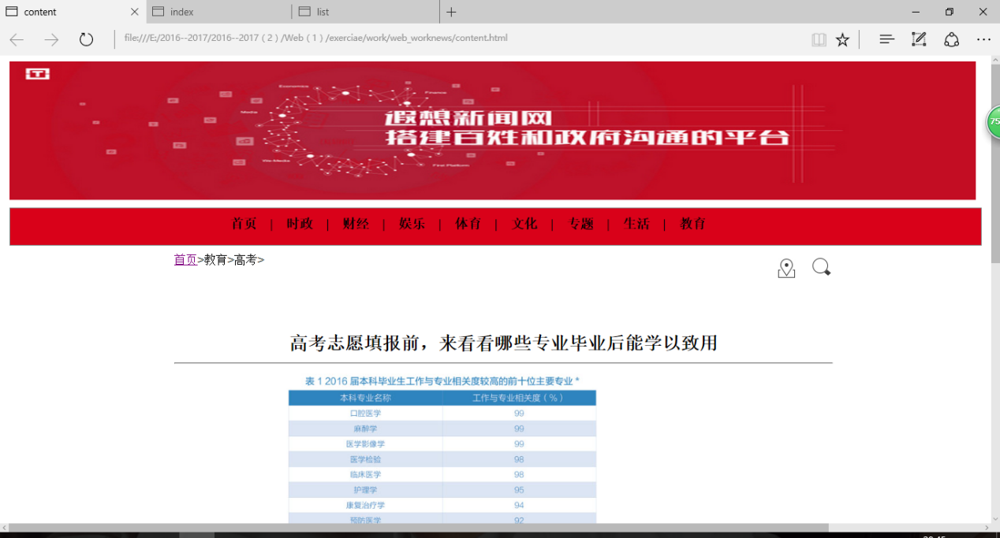 content
index
list
file:///E:/2016--2017/2016--2017（2）/Web（1）/exerciae/work/web_worknews/content.html
T
Economics
Finance
Media
遐想新闻网
搭建百姓和政府沟通的平台
We-Media
First Platform
75
首页 | 时政 | 财经 | 娱乐 | 体育 | 文化 | 专题 | 生活 | 教育
首页>教育>高考>
高考志愿填报前，来看看哪些专业毕业后能学以致用
表 1 2016 届本科毕业生工作与专业相关度较高的前十位主要专业 *
本科专业名称 工作与专业相关度（%）
口腔医学 99
麻醉学 99
医学影像学 99
医学检验 98
临床医学 98
护理学 95
康复治疗学 94
预防医学 92